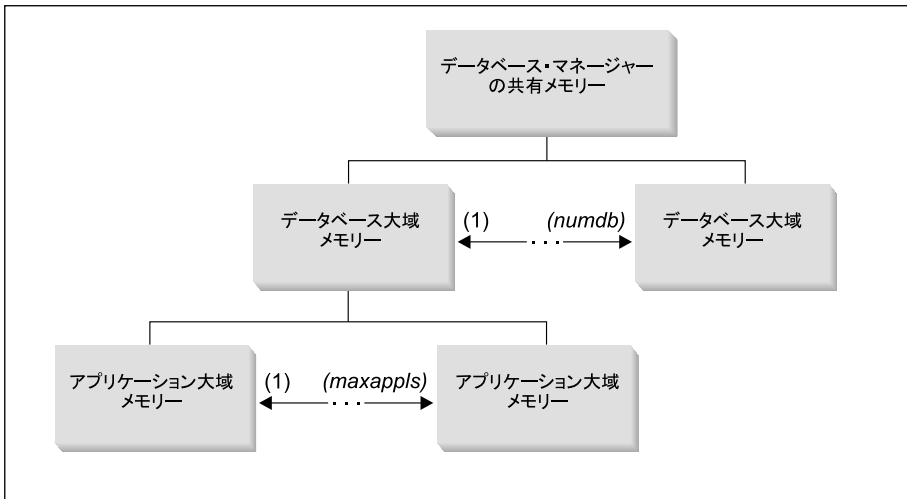 データベース・マネージャー
の共有メモリー
データベース大域
メモリー
(1)
(numdb)
データベース大域
メモリー
アプリケーション大域
メモリー
(1)
(maxappls)
アプリケーション大域
メモリー